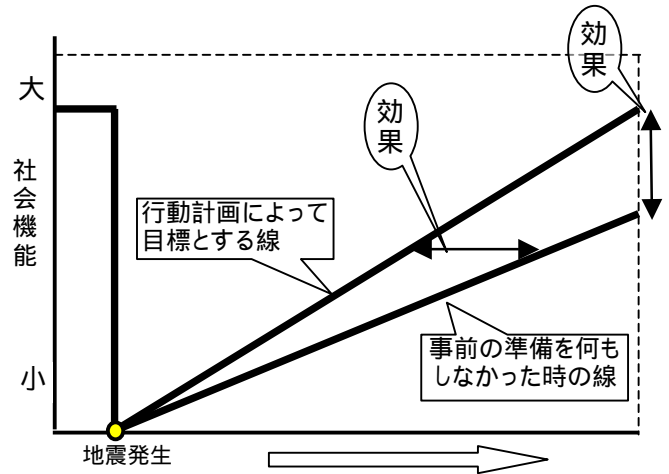 効
果
大
効
果
社
会
機
能
行動計画によって
目標とする線
事前の準備を何も
しなかった時の線
小
地震発生